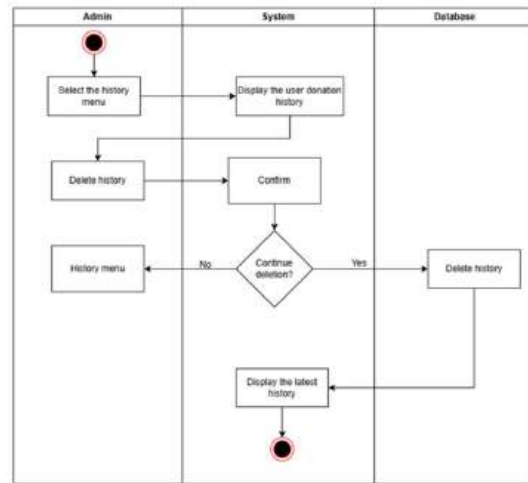 Admin
System
Database
Select the history
menu
Display the user donation
history
Delete history
Confirm
History menu
No
Continue
deletion?
Yes
Delete history
Display the latest
history